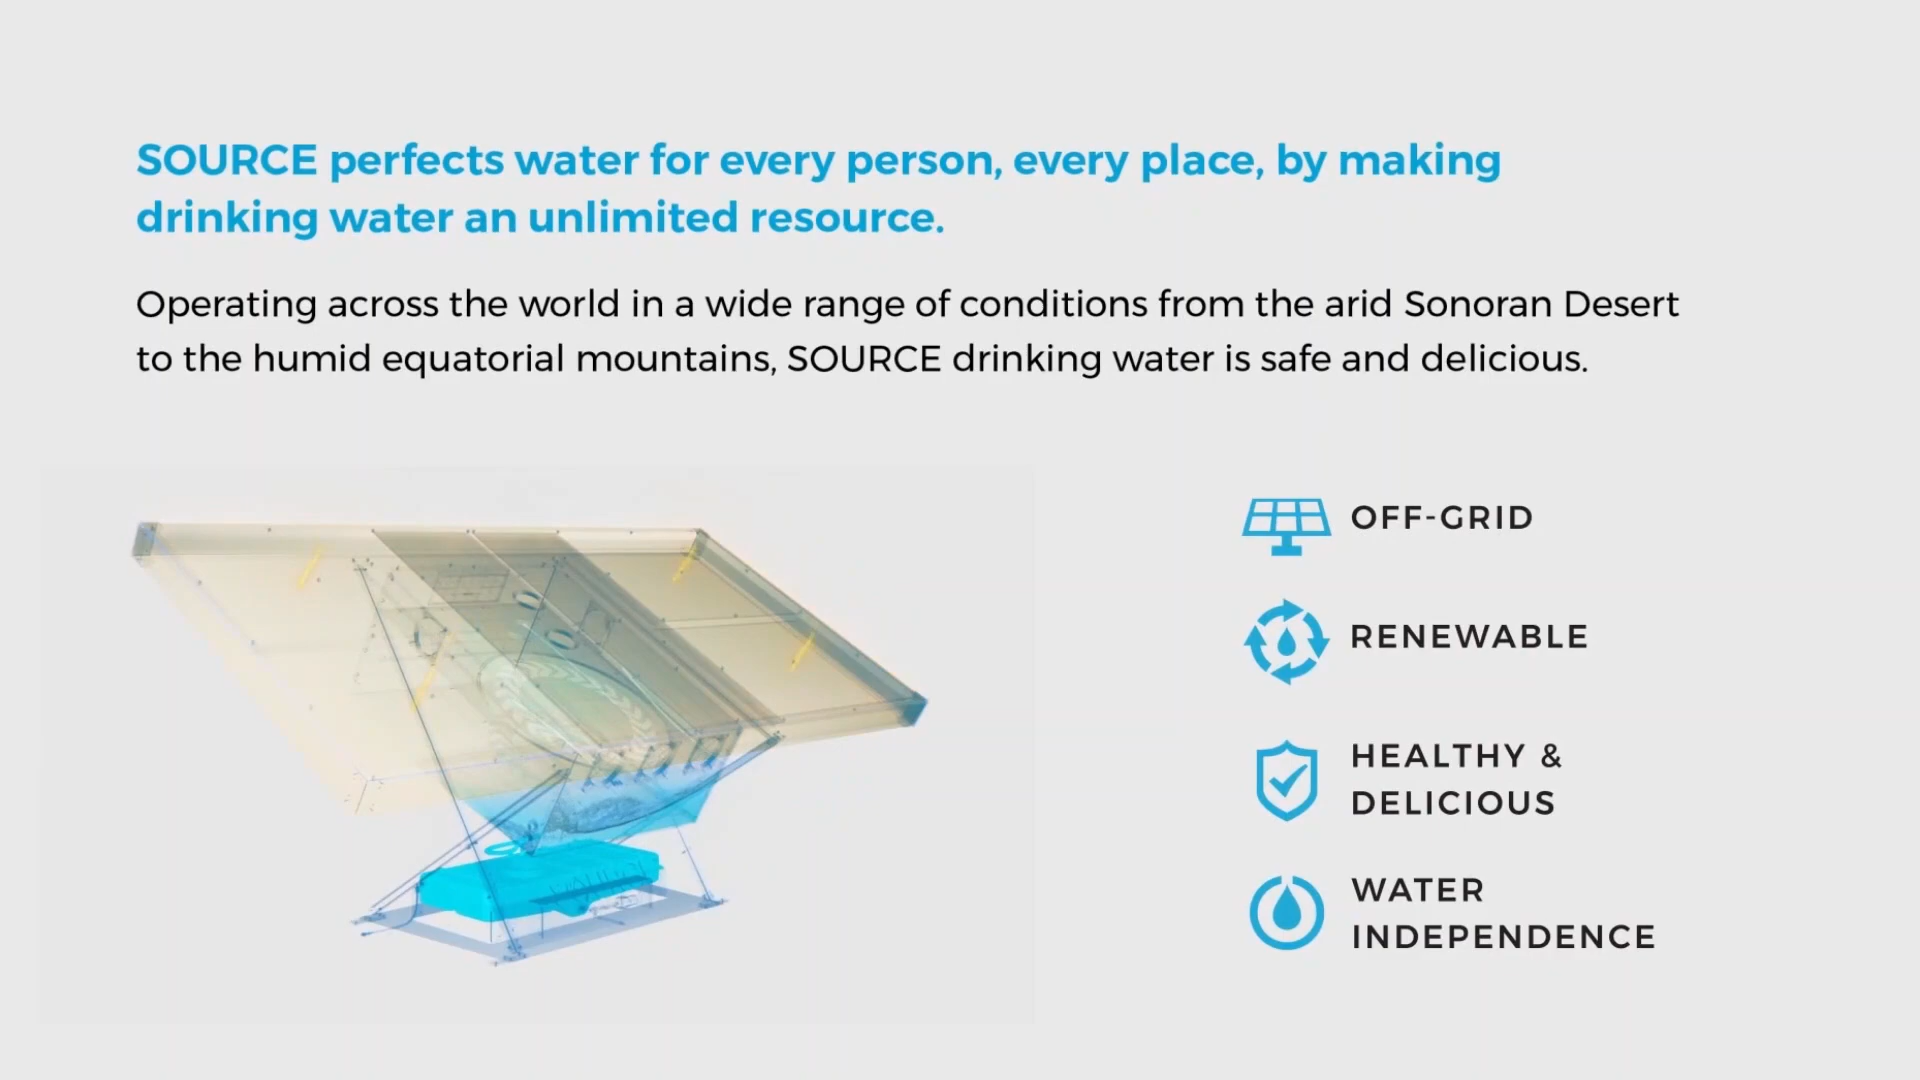 SOURCE perfects water for every person, every place, by making
drinking water an unlimited resource.
Operating across the world in a wide range of conditions from the arid Sonoran Desert
to the humid equatorial mountains, SOURCE drinking water is safe and delicious.
OFF-GRID
RENEWABLE
HEALTHY &
DELICIOUS
WATER
INDEPENDENCE